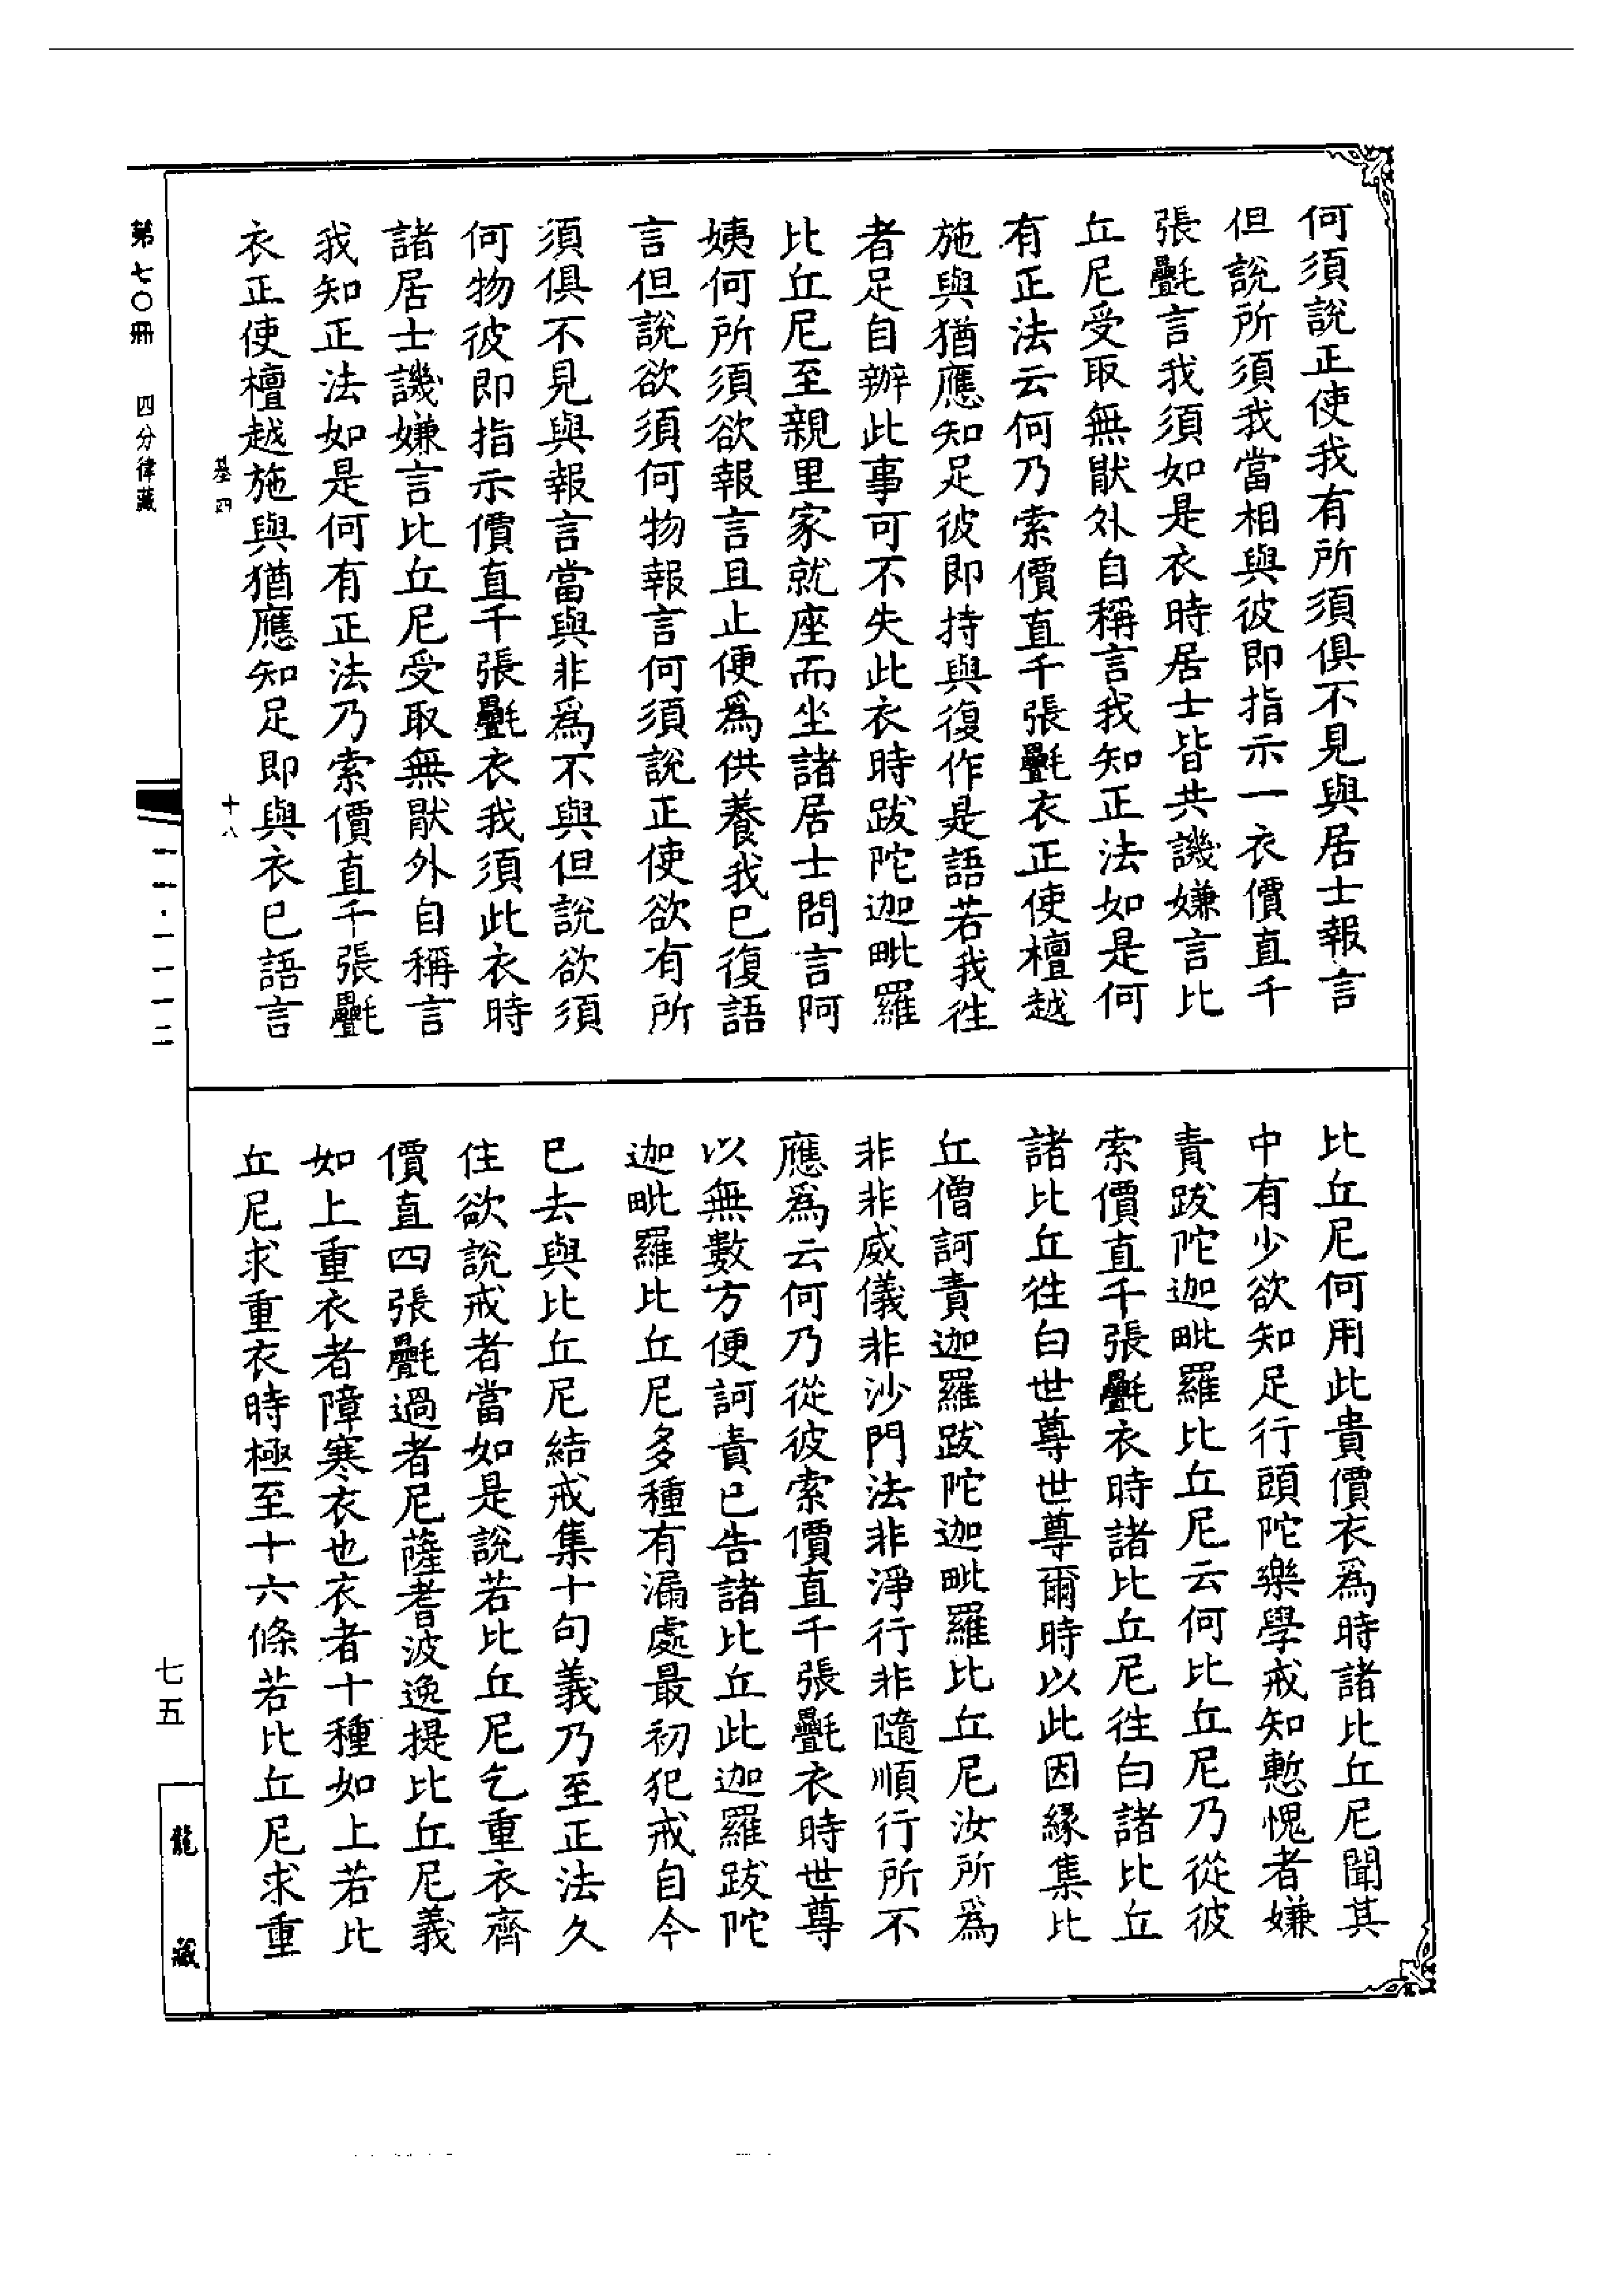 何須說正使我有所須俱不見與居士報言
但說所須我當相與彼即指示一衣價直千
張氎言我須如是衣時居士皆共譏嫌言比
丘尼受取無猒外自稱言我知正法如是何
有正法云何乃索價直千張氎衣正使檀越
施與猶應知足彼即持與復作是語若我徃
者足自辦此事可不失此衣時跋陀迦毗羅
比丘尼至親里家就座而坐諸居士問言阿
姨何所須欲報言且止便爲供養我已復語
言但說欲須何物報言何須說正使欲有所
須俱不見與報言當與非爲不與但說欲須
何物彼即指示價直千張氎衣我須此衣時
諸居士譏嫌言比丘尼受取無猒外自稱言
我知正法如是何有正法乃索價直千張氎
衣正使檀越施與猶應知足即與衣已語言
比丘尼何用此貴價衣爲時諸比丘尼聞其
中有少欲知足行頭陀樂學戒知慙愧者嫌
責跋陀迦毗羅比丘尼云何比丘尼乃從彼
索價直千張氎衣時諸比丘尼徃白諸比丘
諸比丘徃白世尊世尊爾時以此因緣集比
丘僧訶責迦羅跋陀迦毗羅比丘尼汝所爲
非非威儀非沙門法非淨行非隨順行所不
應爲云何乃從彼索價直千張氎衣時世尊
以無數方便訶責已告諸比丘此迦羅跋陀
迦毗羅比丘尼多種有漏處最初犯戒自今
已去與比丘尼結戒集十句義乃至正法久
住欲說戒者當如是說若比丘尼乞重衣齊
價直四張氎過者尼薩耆波逸提比丘尼義
如上重衣者障寒衣也衣者十種如上若比
丘尼求重衣時極至十六條若比丘尼求重
基四
十八
第七〇冊
四分律藏
一一·一一一二
七五
龍藏